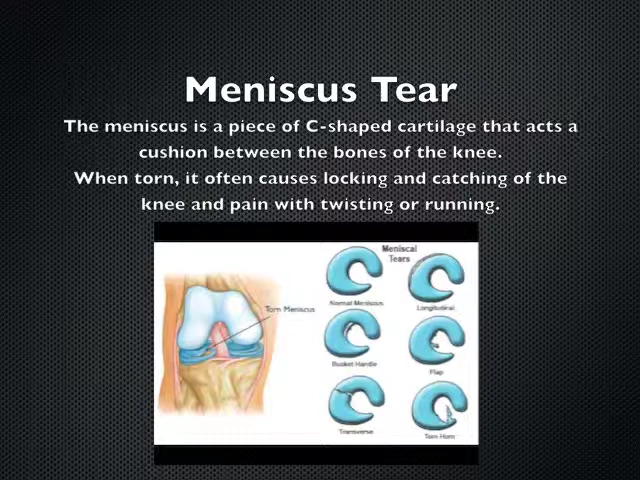 Meniscus Tear
The meniscus is a piece of C-shaped cartilage that acts a
cushion between the bones of the knee.
When torn, it often causes locking and catching of the
knee and pain with twisting or running.
Meniscal
Tears
Torn Meniscus
Normal Meniscus
Longitudinal
Bucket Handle
Flap
Transverse
Torn Horn